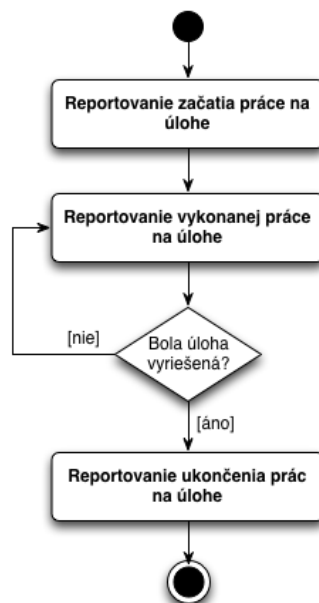 Reportovanie začatia práce na
úlohe
Reportovanie vykonanej práce
na úlohe
[nie]
Bola úloha
vyriešená?
[áno]
Reportovanie ukončenia prác
na úlohe